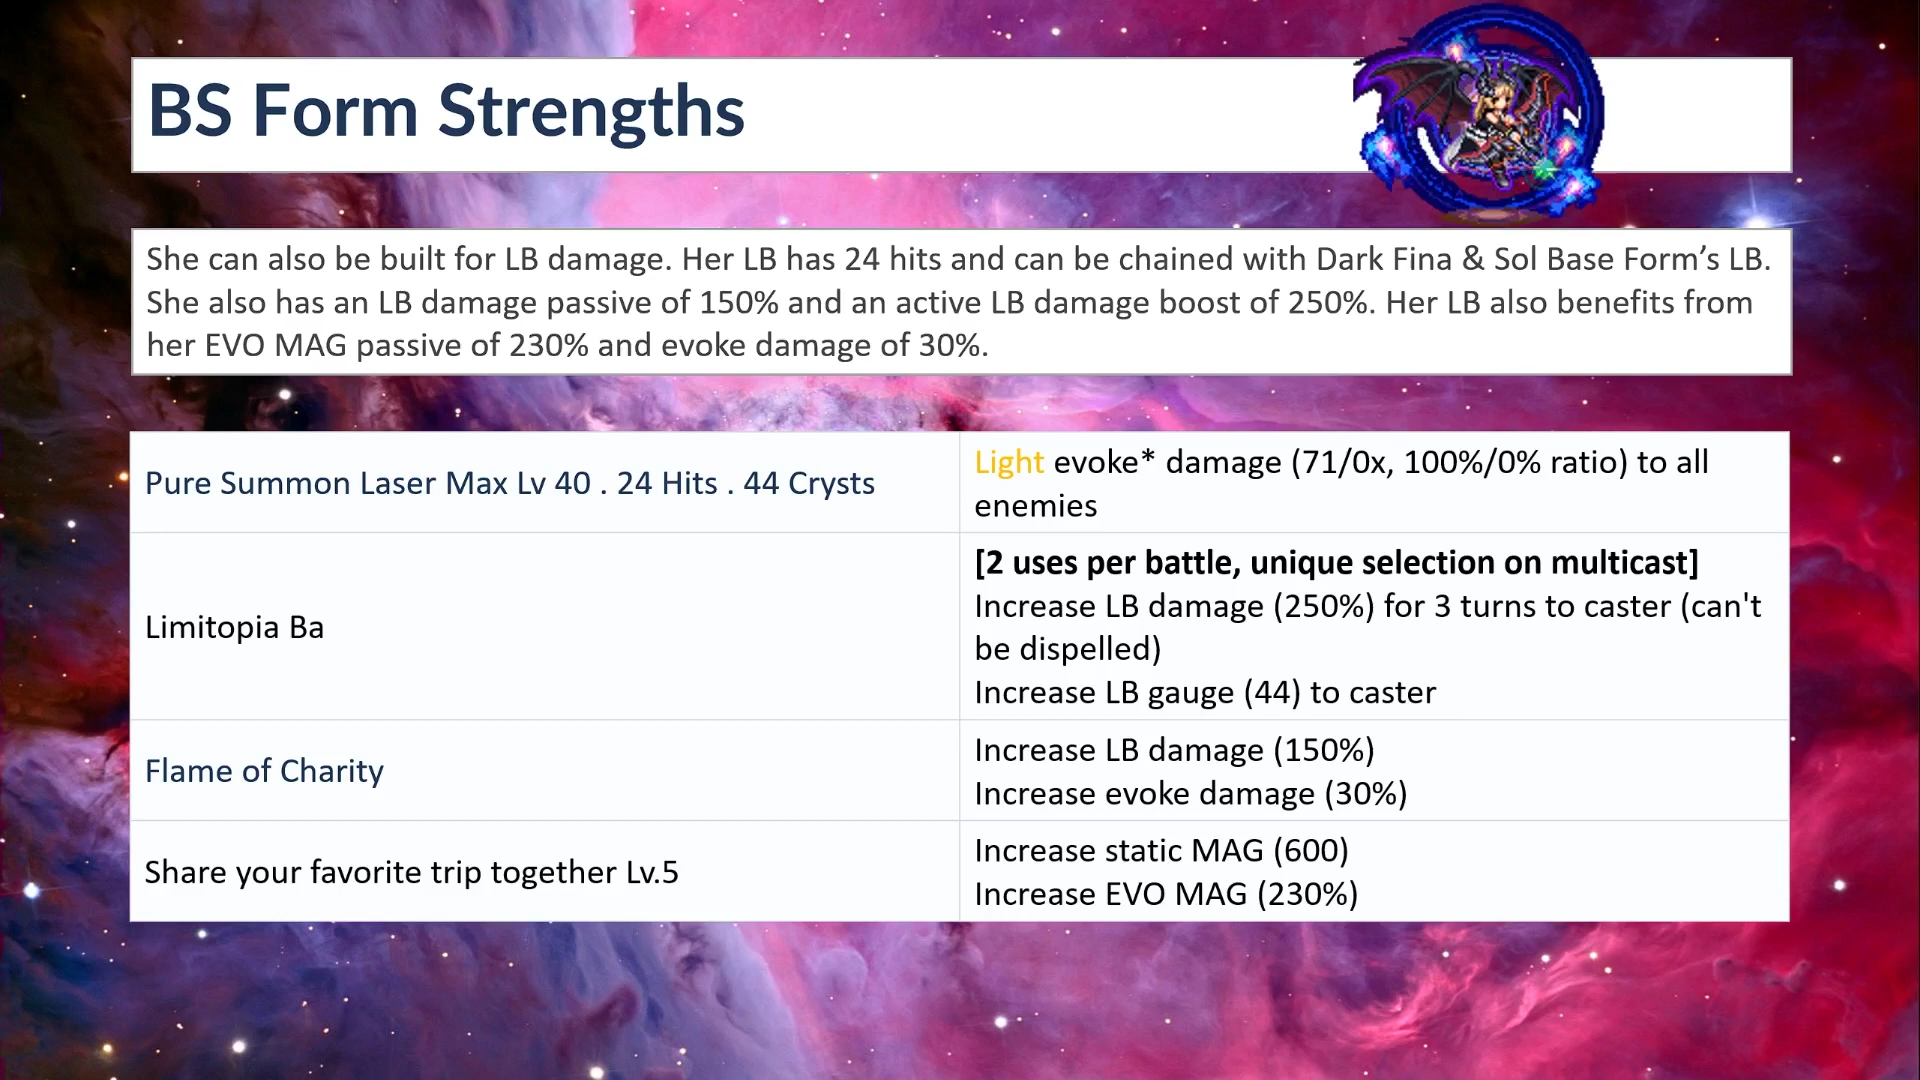 BS Form Strengths
She can also be built for LB damage. Her LB has 24 hits and can be chained with Dark Fina & Sol Base Form’s LB.
She also has an LB damage passive of 150% and an active LB damage boost of 250%. Her LB also benefits from
her EVO MAG passive of 230% and evoke damage of 30%.
Pure Summon Laser Max Lv 40 . 24 Hits . 44 Crysts
Light evoke* damage (71/0x, 100%/0% ratio) to all
enemies
Limitopia Ba
[2 uses per battle, unique selection on multicast]
Increase LB damage (250%) for 3 turns to caster (can't
be dispelled)
Increase LB gauge (44) to caster
Flame of Charity
Increase LB damage (150%)
Increase evoke damage (30%)
Share your favorite trip together Lv.5
Increase static MAG (600)
Increase EVO MAG (230%)